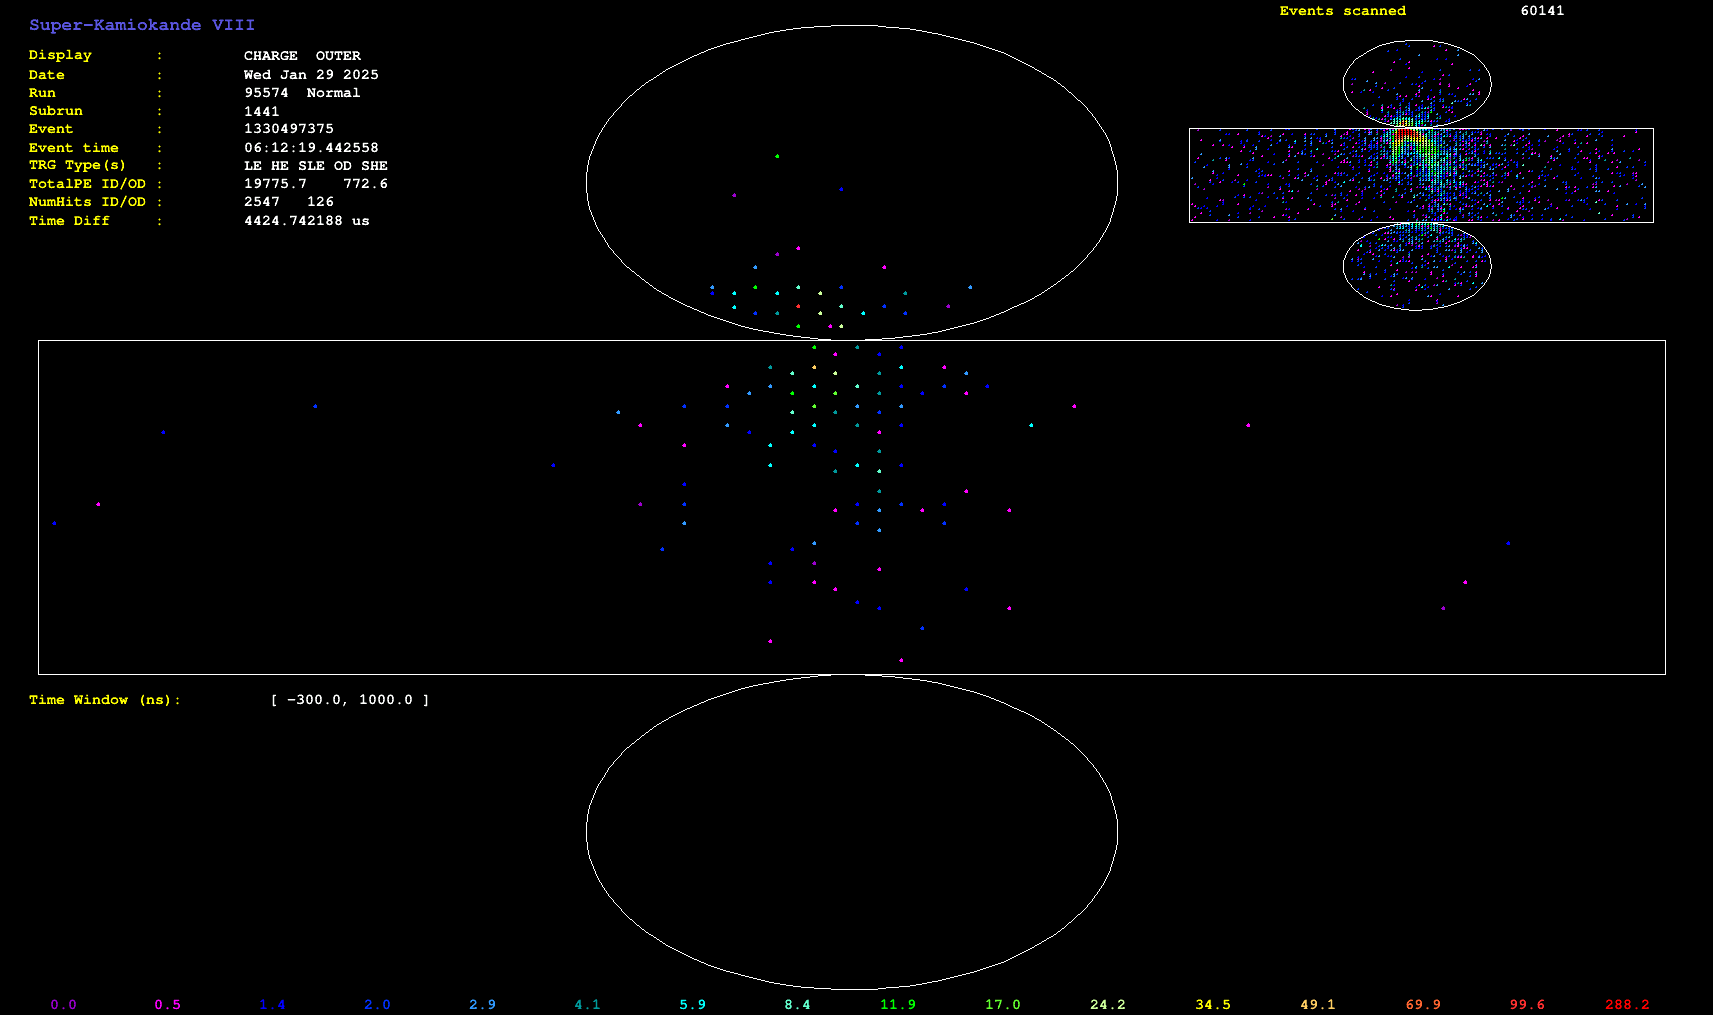 Super-Kamiokande VIII
Events scanned 60141
Display : CHARGE OUTER
Date : Wed Jan 29 2025
Run : 95574 Normal
Subrun : 1441
Event : 1330497375
Event time : 06:12:19.442558
TRG Type(s) : LE HE SLE OD SHE
TotalPE ID/OD : 19775.7 772.6
NumHits ID/OD : 2547 126
Time Diff : 4424.742188 us
Time Window (ns): [ -300.0, 1000.0 ]
0.0 0.5 1.4 2.0 2.9 4.1 5.9 8.4 11.9 17.0 24.2 34.5 49.1 69.9 99.6 288.2